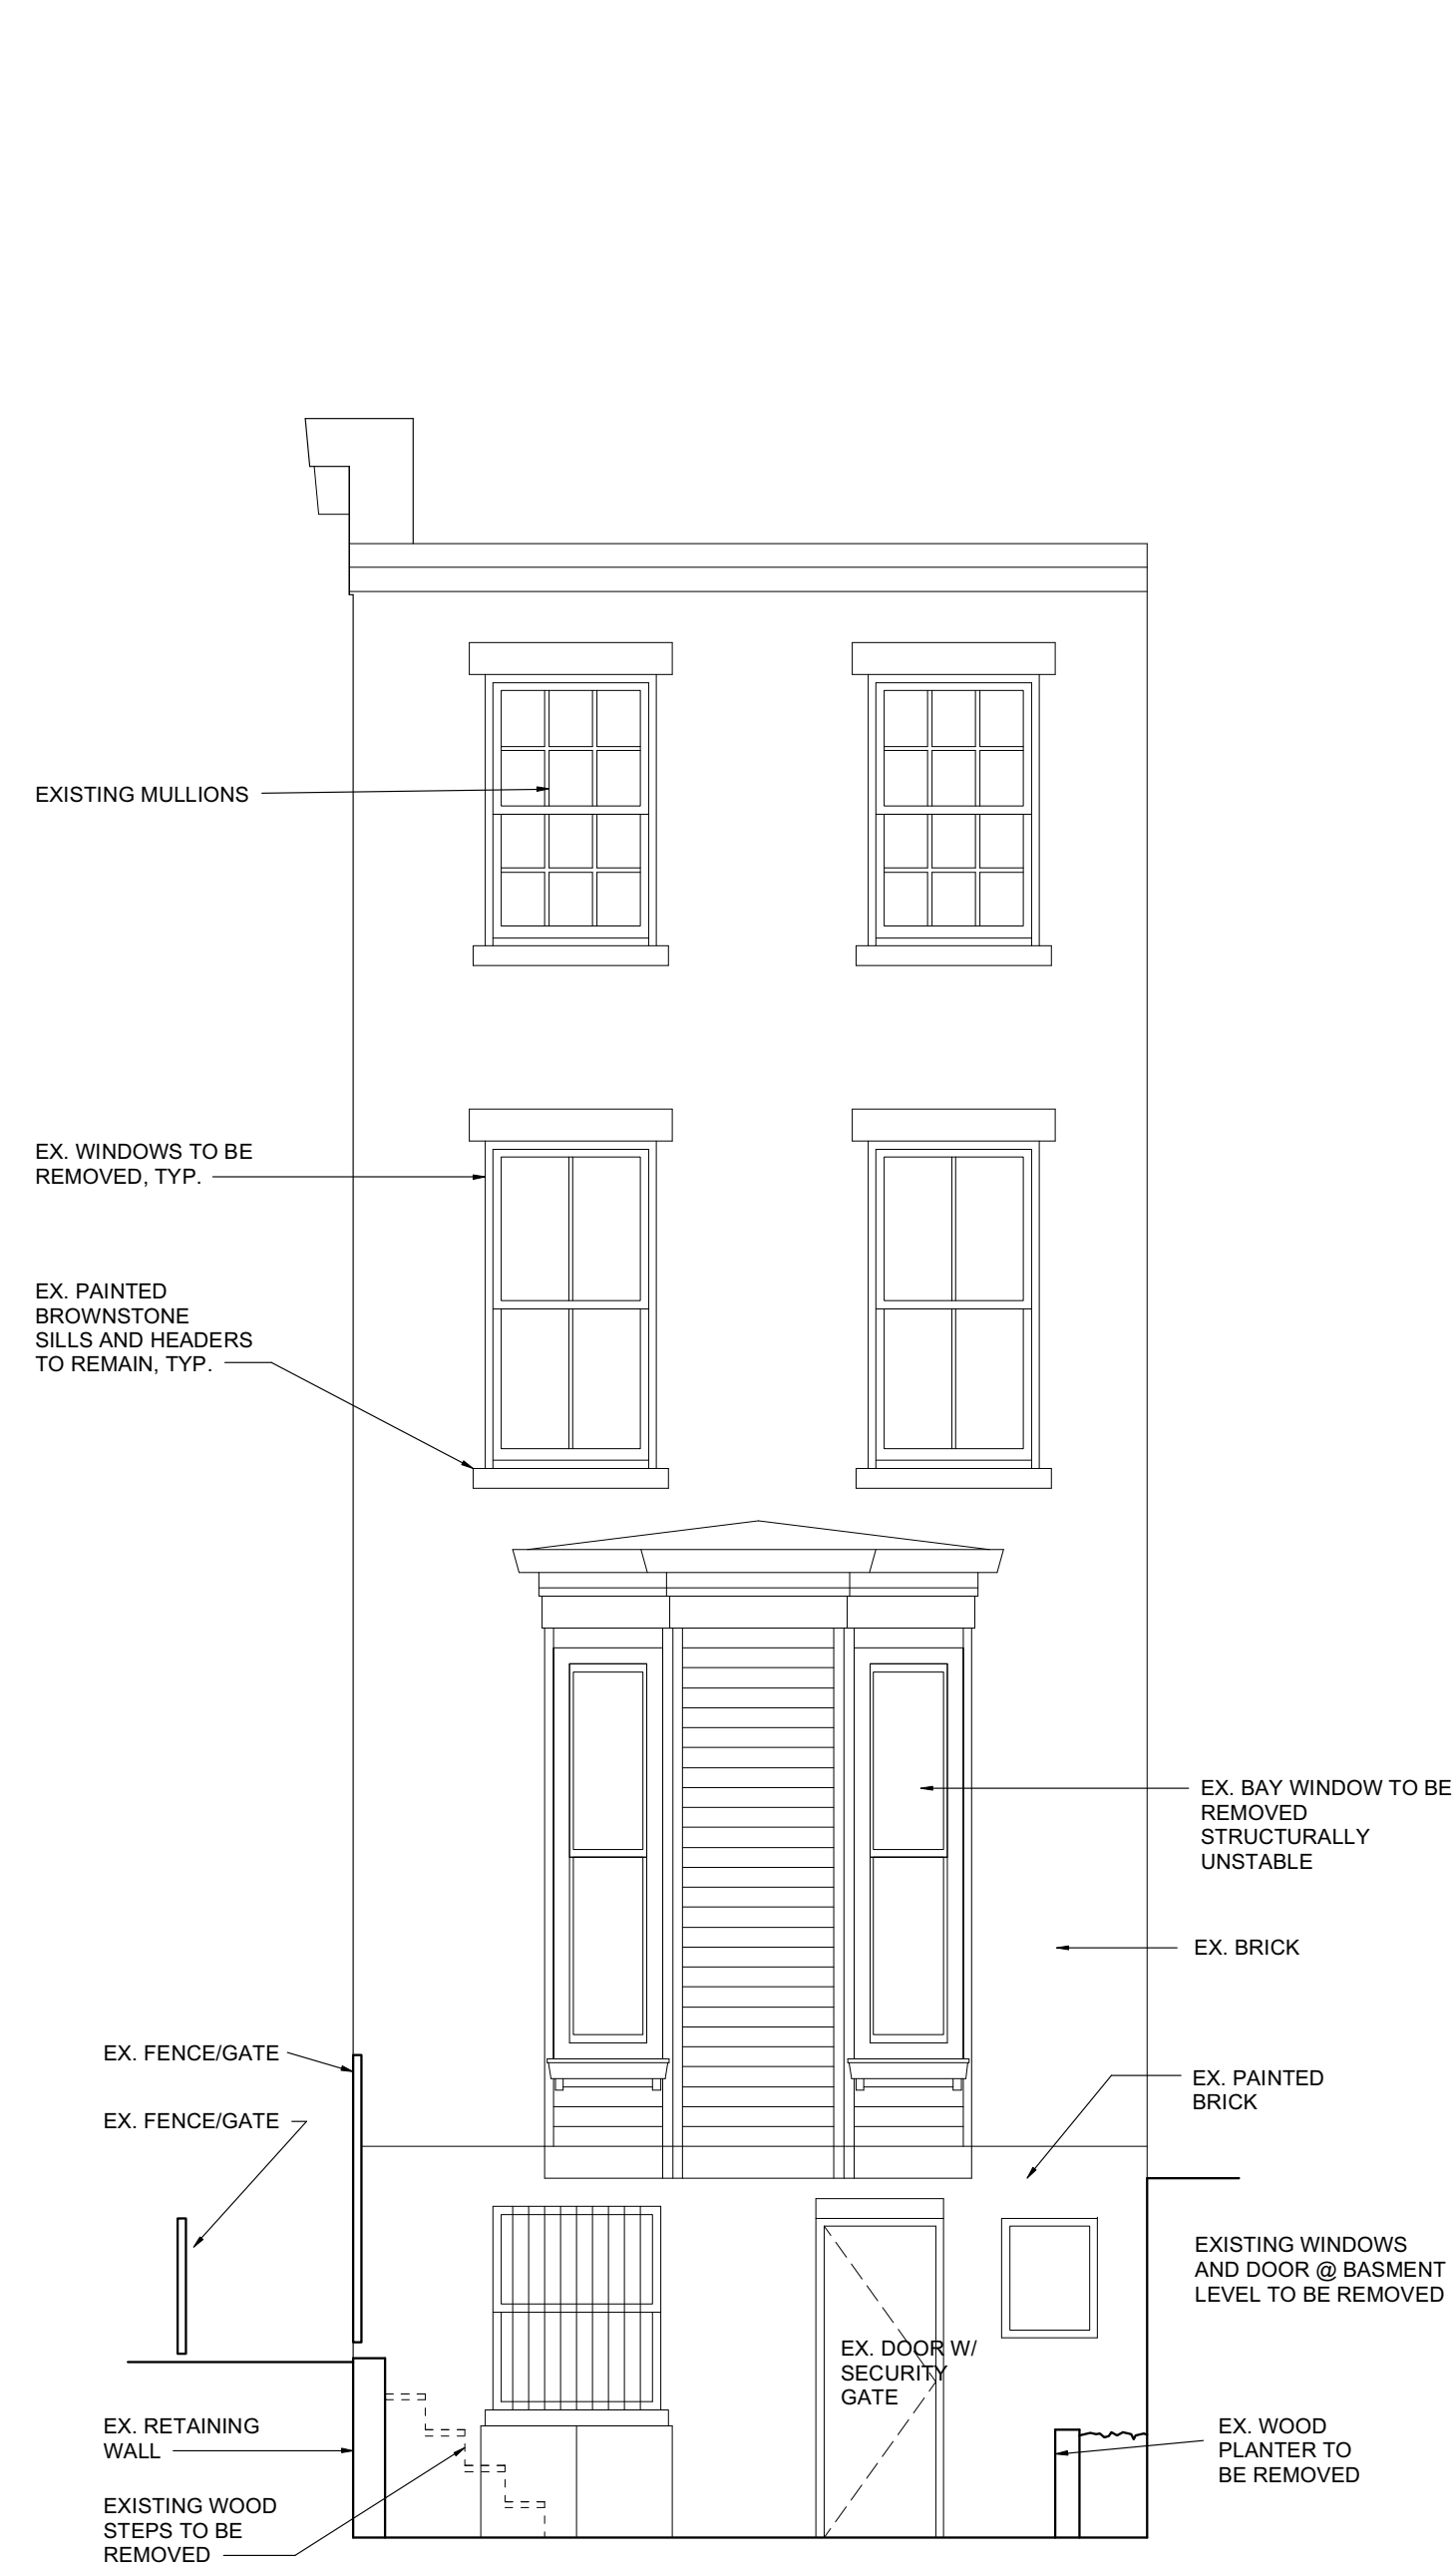 EXISTING MULLIONS
EX. WINDOWS TO BE
REMOVED, TYP.
EX. PAINTED
BROWNSTONE
SILLS AND HEADERS
TO REMAIN, TYP.
EX. BAY WINDOW TO BE
REMOVED
STRUCTURALLY
UNSTABLE
EX. BRICK
EX. FENCE/GATE
EX. PAINTED
BRICK
EX. FENCE/GATE
EXISTING WINDOWS
AND DOOR @ BASMENT
LEVEL TO BE REMOVED
EX. DOOR W/
SECURITY
GATE
EX. RETAINING
WALL
EX. WOOD
PLANTER TO
BE REMOVED
EXISTING WOOD
STEPS TO BE
REMOVED